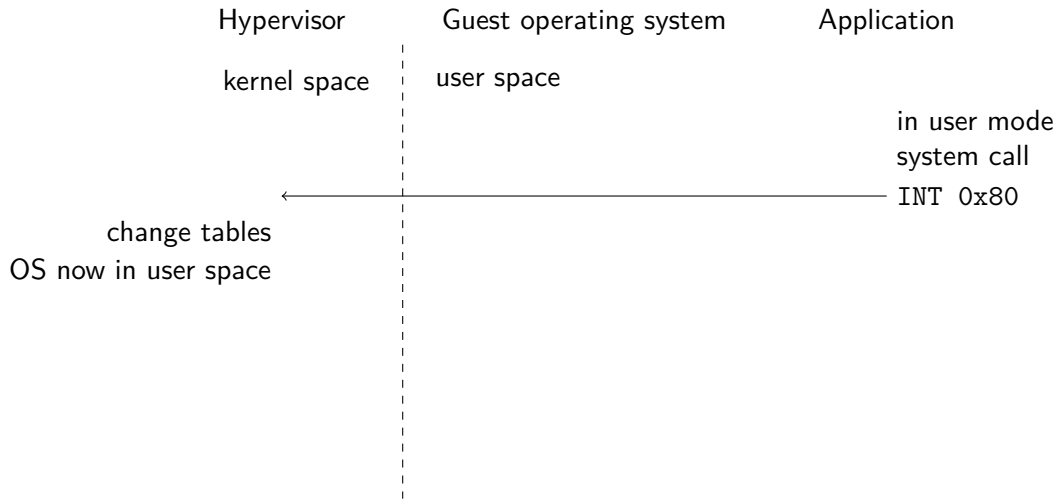 Hypervisor Guest operating system Application
kernel space user space
in user mode
system call
INT 0x80
change tables
OS now in user space